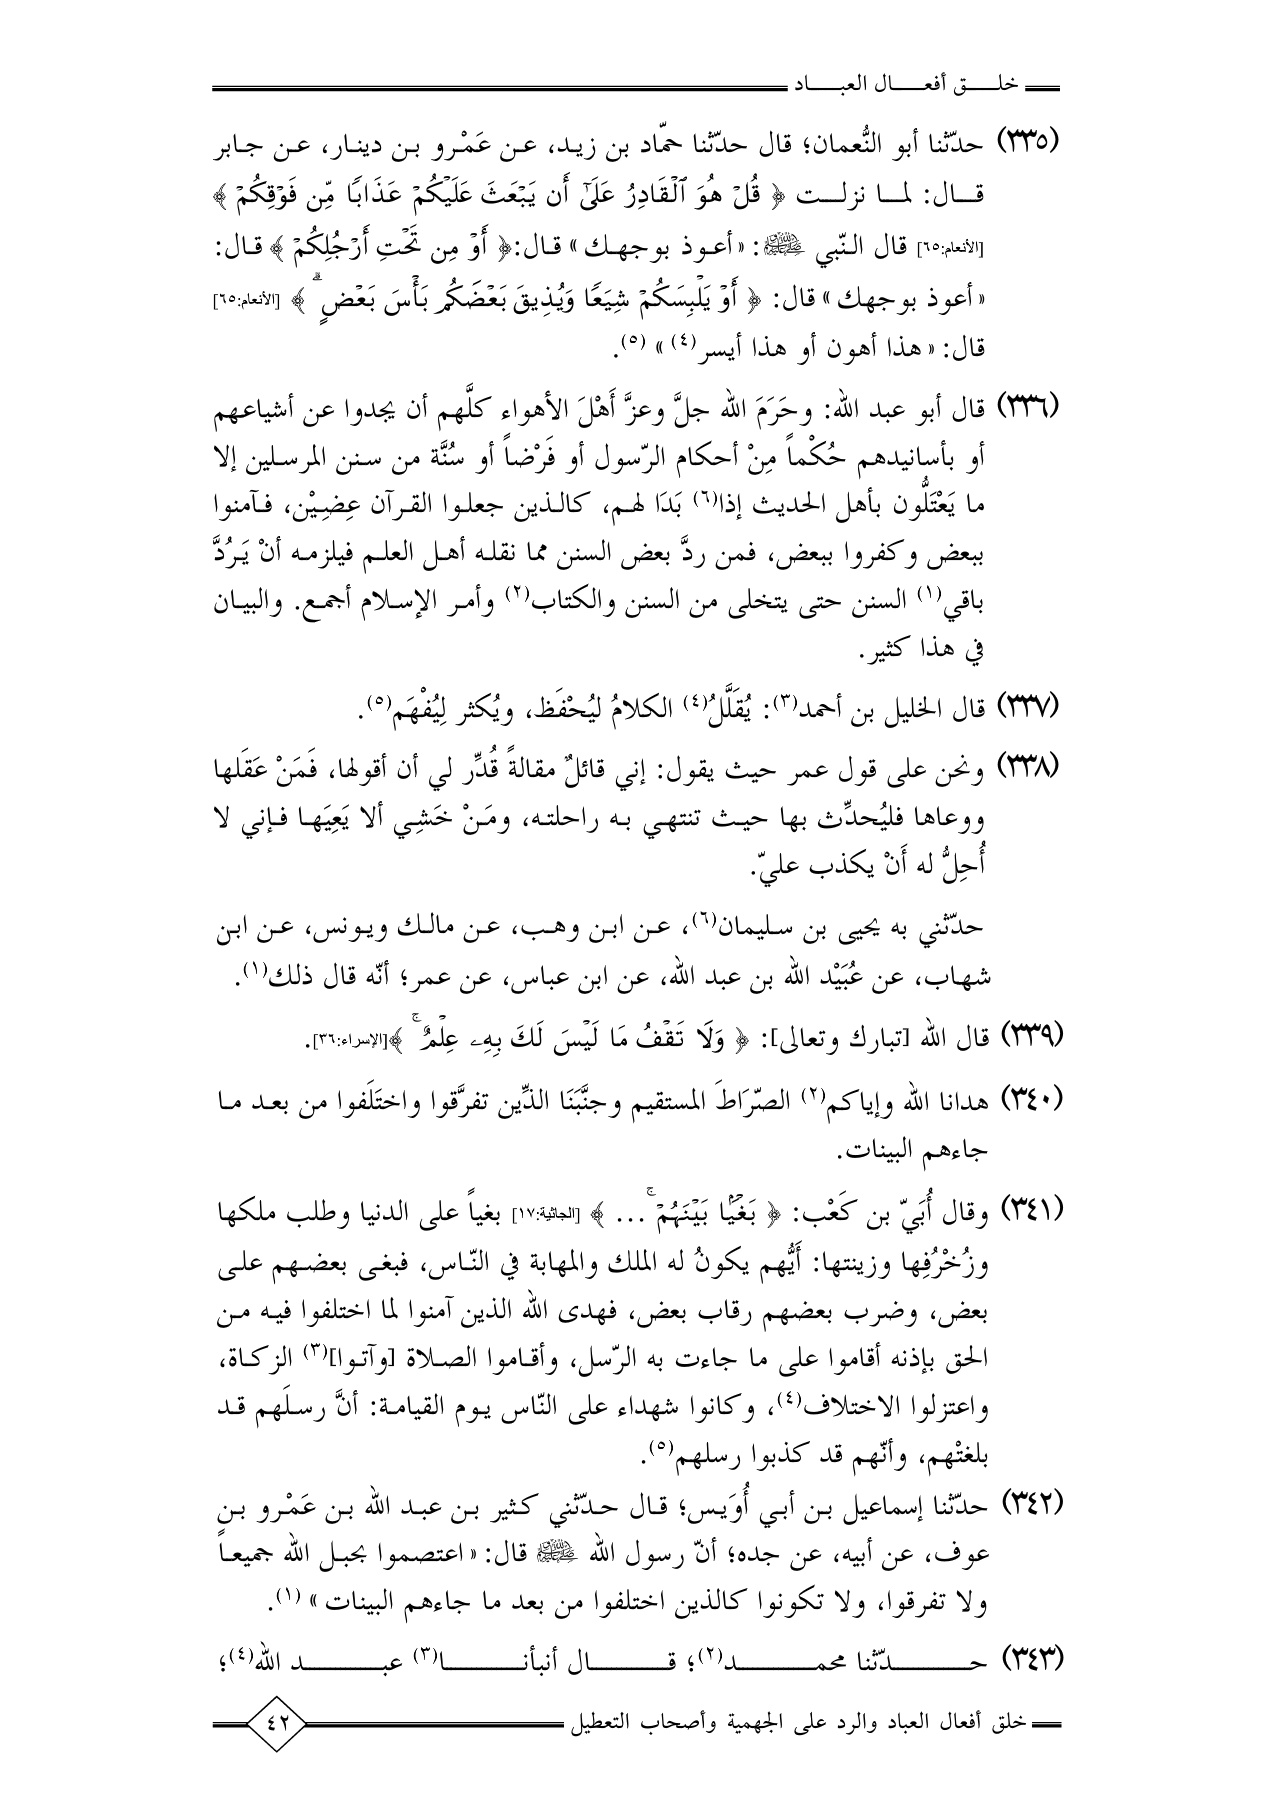 خلـــق أفعــــال العبـــاد
(٣٣٥) حدّثنا أبو النُّعمان؛ قال حدّثنا حمّاد بن زيد، عن عَمْرو بن دينار، عن جابر
قال: لما نزلت ﴿ قُلْ هُوَ ٱلْقَادِرُ عَلَىٰٓ أَن يَبْعَثَ عَلَيْكُمْ عَذَابًا مِّن فَوْقِكُمْ ﴾
[الأنعام:٦٥] قال النّبي ﷺ: «أعوذ بوجهك» قال:﴿ أَوْ مِن تَحْتِ أَرْجُلِكُمْ ﴾ قال:
«أعوذ بوجهك» قال: ﴿ أَوْ يَلْبِسَكُمْ شِيَعًا وَيُذِيقَ بَعْضَكُم بَأْسَ بَعْضٍ ۗ ﴾ [الأنعام:٦٥]
قال: «هذا أهون أو هذا أيسر(٤)» (٥).
(٣٣٦) قال أبو عبد الله: وحَرَمَ الله جلَّ وعزَّ أَهْلَ الأهواء كلَّهم أن يجدوا عن أشياعهم
أو بأسانيدهم حُكْماً مِنْ أحكام الرّسول أو فَرْضاً أو سُنَّة من سنن المرسلين إلا
ما يَعْتَلُّون بأهل الحديث إذا(٦) بَدَا لهم، كالذين جعلوا القرآن عِضِيْن، فآمنوا
ببعض وكفروا ببعض، فمن ردَّ بعض السنن مما نقله أهل العلم فيلزمه أنْ يَرُدَّ
باقي(١) السنن حتى يتخلى من السنن والكتاب(٢) وأمر الإسلام أجمع. والبيان
في هذا كثير.
(٣٣٧) قال الخليل بن أحمد(٣): يُقَلَّلُ(٤) الكلامُ ليُحْفَظ، ويُكثر لِيُفْهَم(٥).
(٣٣٨) ونحن على قول عمر حيث يقول: إني قائلٌ مقالةً قُدِّر لي أن أقولها، فَمَنْ عَقَلها
ووعاها فليُحدِّث بها حيث تنتهي به راحلته، ومَنْ خَشِي ألا يَعِيَها فإني لا
أُحِلُّ له أَنْ يكذب عليّ.
حدّثني به يحيى بن سليمان(٦)، عن ابن وهب، عن مالك ويونس، عن ابن
شهاب، عن عُبَيْد الله بن عبد الله، عن ابن عباس، عن عمر؛ أنّه قال ذلك(١).
(٣٣٩) قال الله [تبارك وتعالى]: ﴿ وَلَا تَقْفُ مَا لَيْسَ لَكَ بِهِۦ عِلْمٌ ۚ ﴾[الإسراء:٣٦].
(٣٤٠) هدانا الله وإياكم(٢) الصّرَاطَ المستقيم وجنَّبَنَا الذِّين تفرَّقوا واختَلَفوا من بعد ما
جاءهم البينات.
(٣٤١) وقال أُبَيّ بن كَعْب: ﴿ بَغْيًۢا بَيْنَهُمْ ۚ ... ﴾ [الجاثية:١٧] بغياً على الدنيا وطلب ملكها
وزُخْرُفِها وزينتها: أَيُّهم يكونُ له الملك والمهابة في النّاس، فبغى بعضهم على
بعض، وضرب بعضهم رقاب بعض، فهدى الله الذين آمنوا لما اختلفوا فيه من
الحق بإذنه أقاموا على ما جاءت به الرّسل، وأقاموا الصلاة [وآتوا](٣) الزكاة،
واعتزلوا الاختلاف(٤)، وكانوا شهداء على النّاس يوم القيامة: أنَّ رسلَهم قد
بلغتْهم، وأنّهم قد كذبوا رسلهم(٥).
(٣٤٢) حدّثنا إسماعيل بن أبي أُوَيس؛ قال حدّثني كثير بن عبد الله بن عَمْرو بن
عوف، عن أبيه، عن جده؛ أنّ رسول الله ﷺ قال: «اعتصموا بحبل الله جميعاً
ولا تفرقوا، ولا تكونوا كالذين اختلفوا من بعد ما جاءهم البينات» (١).
(٣٤٣) حـــدّثنا محمـــد(٢)؛ قـــال أنبأنـــا(٣) عبـــد الله(٤)؛
خلق أفعال العباد والرد على الجهمية وأصحاب التعطيل ٤٢